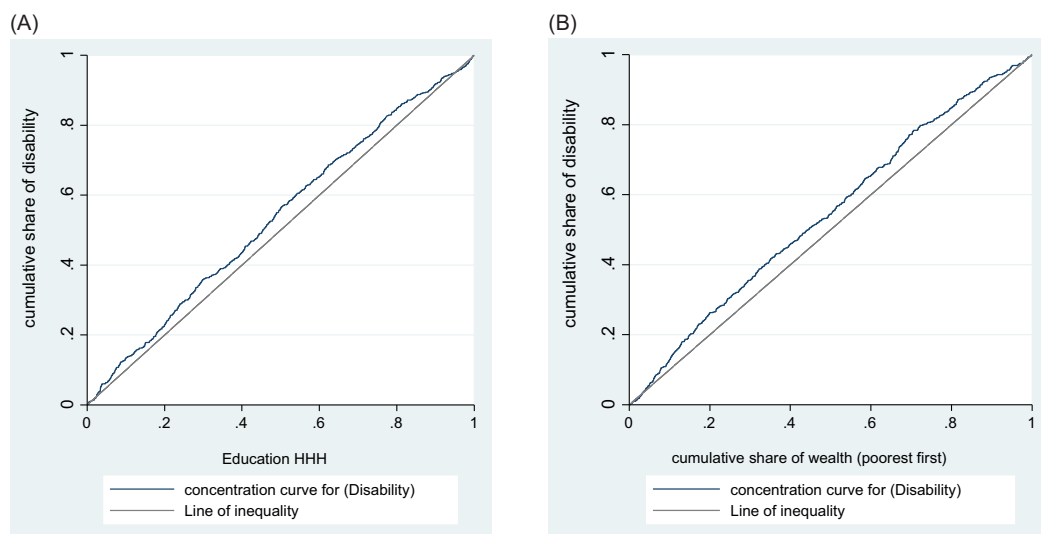 (A)
cumulative share of disability
1
.8
.6
.4
.2
0
0 .2 .4 .6 .8 1
Education HHH
concentration curve for (Disability)
Line of inequality
(B)
cumulative share of disability
1
.8
.6
.4
.2
0
0 .2 .4 .6 .8 1
cumulative share of wealth (poorest first)
concentration curve for (Disability)
Line of inequality